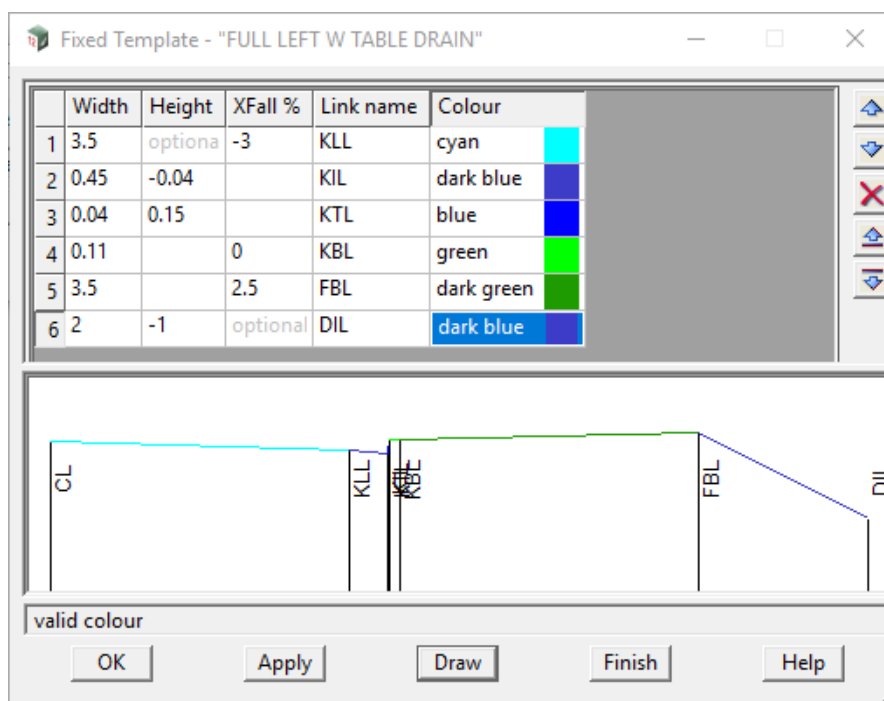 Fixed Template - "FULL LEFT W TABLE DRAIN"
Width Height XFall % Link name Colour
1 3.5 optiona -3 KLL cyan
2 0.45 -0.04 KIL dark blue
3 0.04 0.15 KTL blue
4 0.11 0 KBL green
5 3.5 2.5 FBL dark green
6 2 -1 optional DIL dark blue
CL KLL KBL FBL DIL
valid colour
OK Apply Draw Finish Help